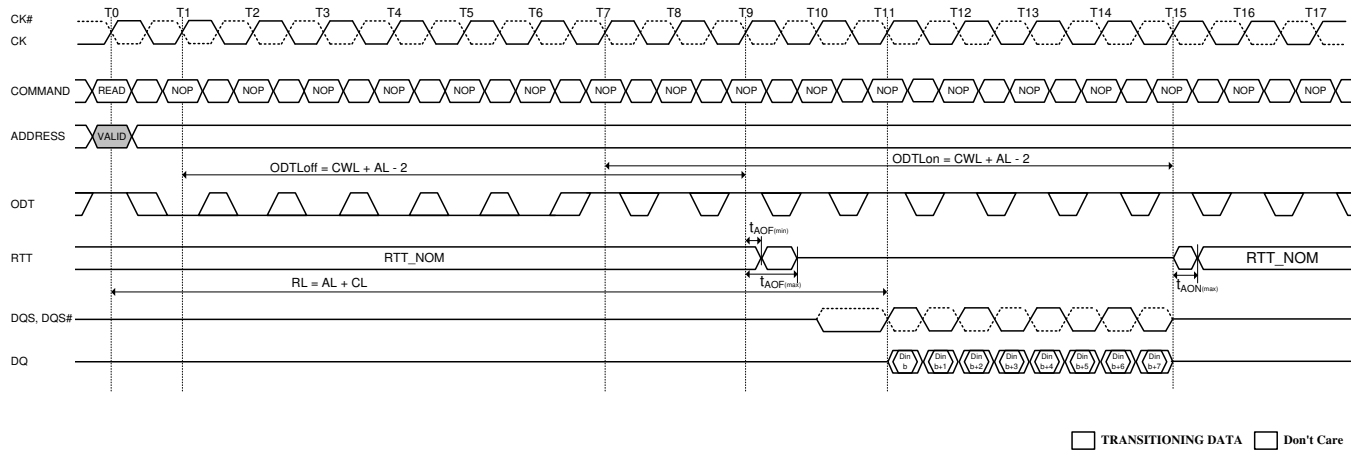 CK#
CK
T0 T1 T2 T3 T4 T5 T6 T7 T8 T9 T10 T11 T12 T13 T14 T15 T16 T17
COMMAND READ NOP NOP NOP NOP NOP NOP NOP NOP NOP NOP NOP NOP NOP NOP NOP NOP NOP
ADDRESS VALID
ODTLoff = CWL + AL - 2
ODTLon = CWL + AL - 2
ODT
tAOF(min)
RTT RTT_NOM RTT_NOM
tAOF(max)
tAON(max)
RL = AL + CL
DQS, DQS#
DQ Din b Din b+1 Din b+2 Din b+3 Din b+4 Din b+5 Din b+6 Din b+7
TRANSITIONING DATA Don't Care